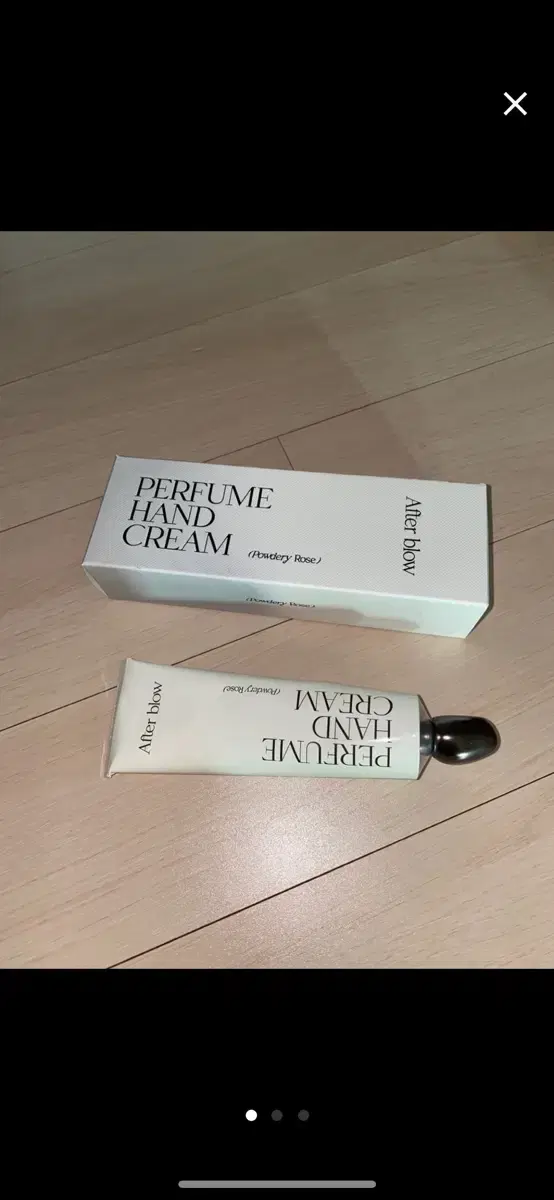 PERFUME
HAND
CREAM
(Powdery Rose)
After blow
(Powdery Rose)
After blow
(Powdery Rose)
PERFUME
HAND
CREAM